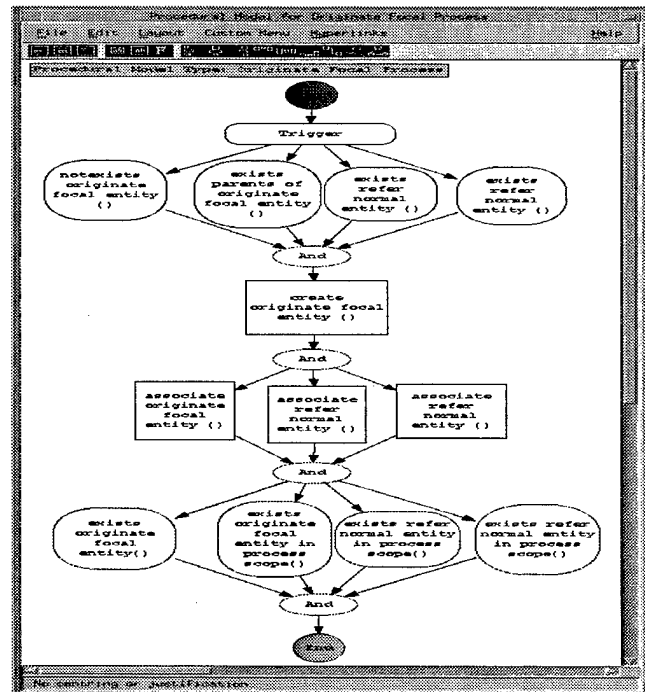 Procedural Model for Originate Focal Process
File Edit Layout Custom Menu Hyperlinks Help
Procedural Model Type: Originate Focal Process
Trigger
notexists
originate
focal entity
()
exists
parents of
originate
focal entity
()
exists
refer
normal
entity ()
exists
refer
normal
entity ()
And
create
originate focal
entity ()
And
associate
originate
focal
entity ()
associate
refer
normal
entity ()
associate
refer
normal
entity ()
And
exists
originate
focal
entity()
exists
originate
focal
entity in
process
scope()
exists refer
normal entity
in process
scope()
exists refer
normal entity
in process
scope()
And
End
No centring or justification